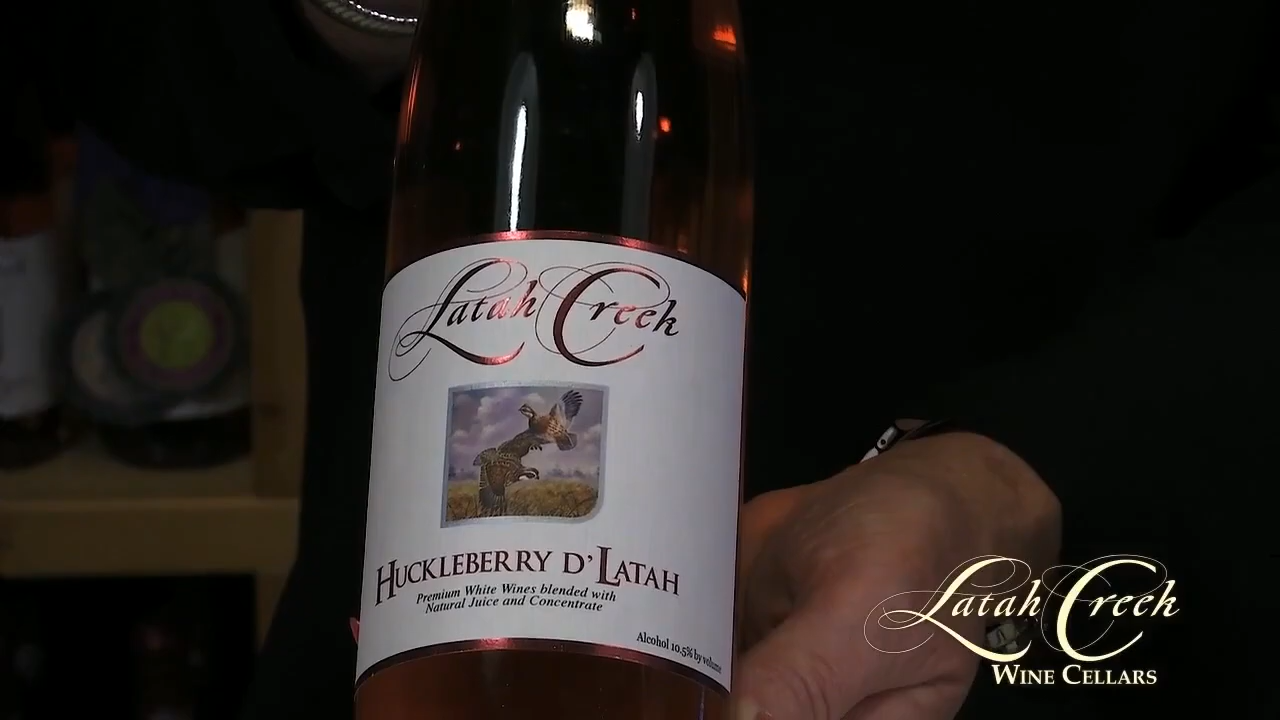 Latah Creek
HUCKLEBERRY D'LATAH
Premium White Wines blended with
Natural Juice and Concentrate
Alcohol 10.5% by volume
Latah Creek
WINE CELLARS